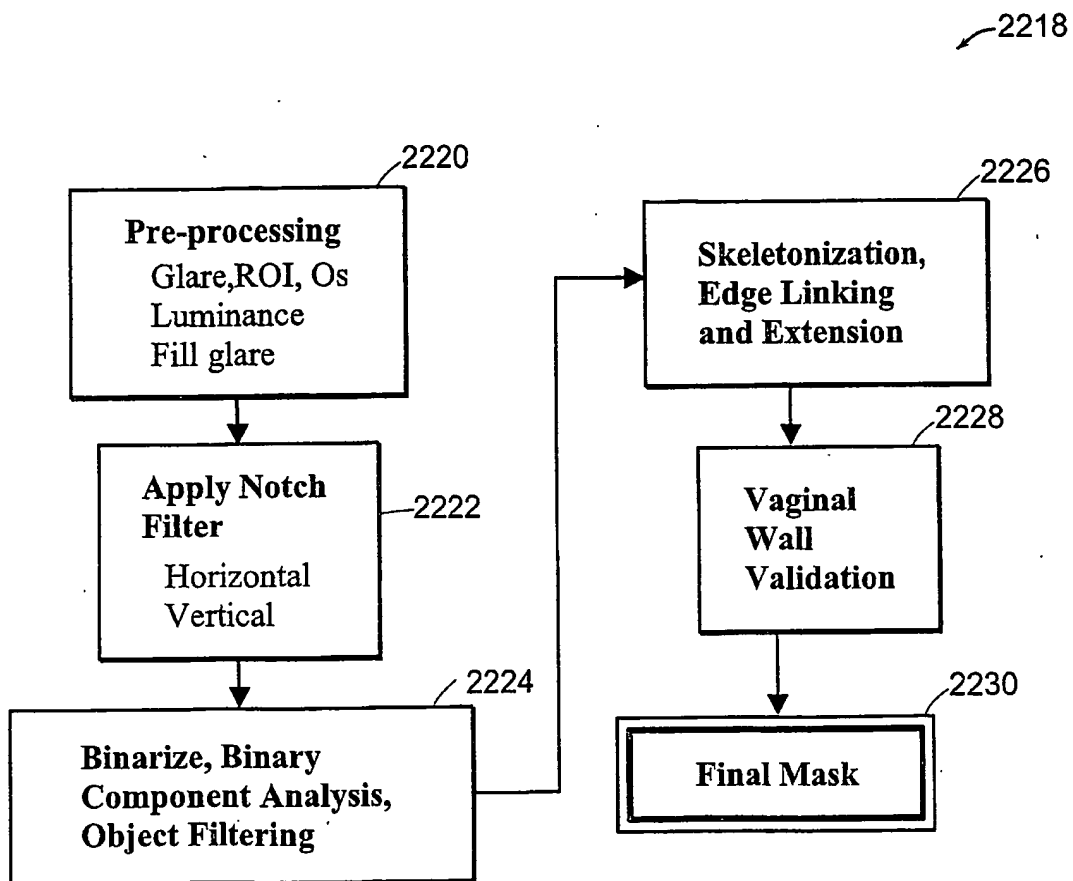 2218
2220
Pre-processing
Glare,ROI, Os
Luminance
Fill glare
2222
Apply Notch
Filter
Horizontal
Vertical
2224
Binarize, Binary
Component Analysis,
Object Filtering
2226
Skeletonization,
Edge Linking
and Extension
2228
Vaginal
Wall
Validation
2230
Final Mask